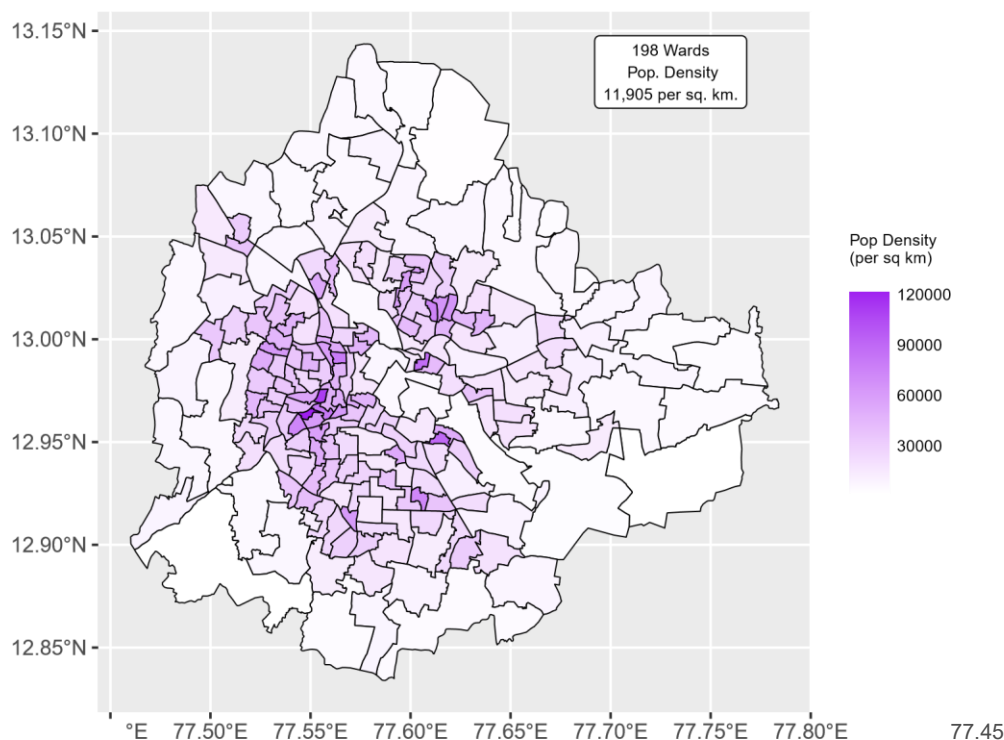 13.15°N
198 Wards
Pop. Density
11,905 per sq. km.
13.10°N
13.05°N
Pop Density
(per sq km)
120000
13.00°N
90000
60000
12.95°N
30000
12.90°N
12.85°N
°E 77.50°E 77.55°E 77.60°E 77.65°E 77.70°E 77.75°E 77.80°E 77.45